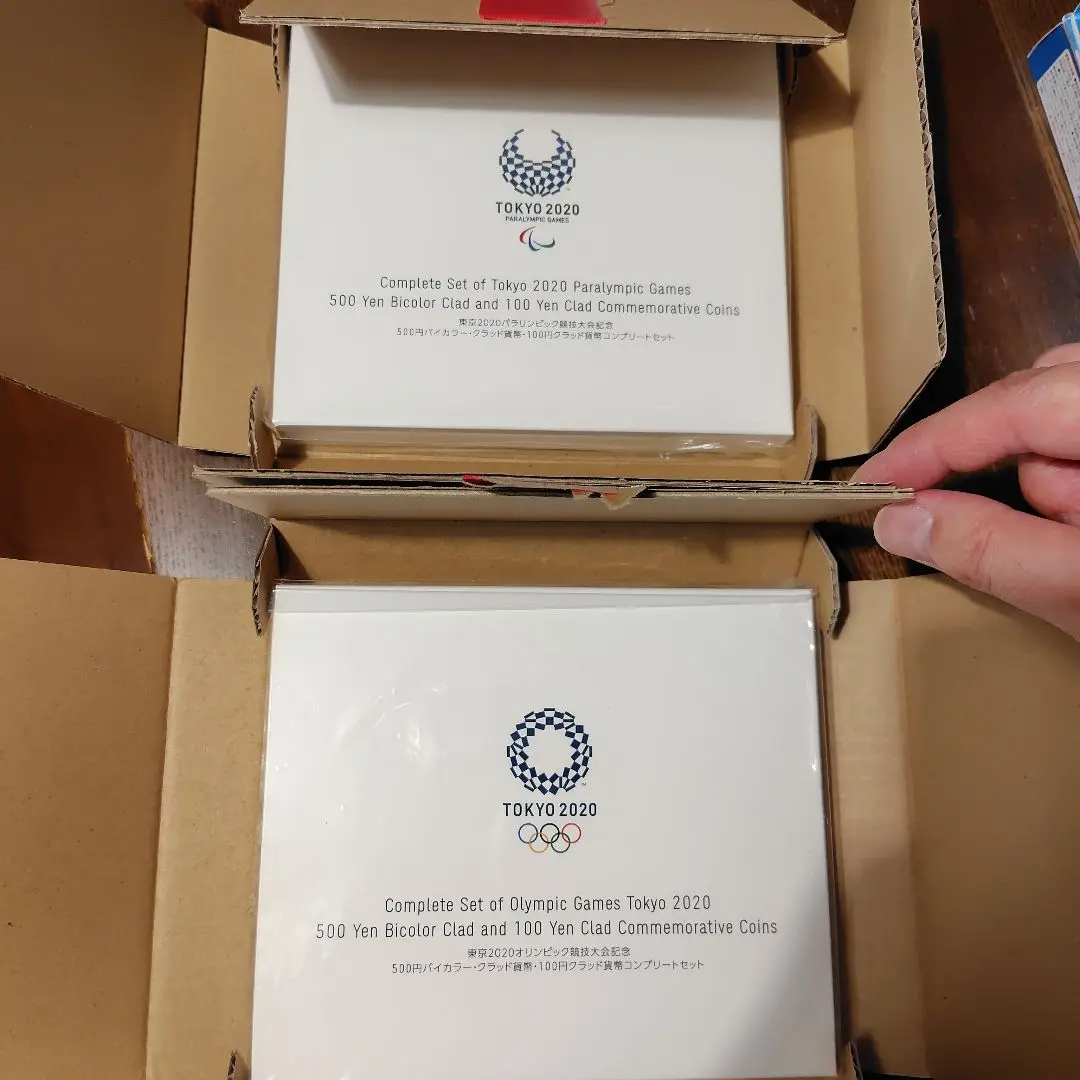 TOKYO 2020
PARALYMPIC GAMES
Complete Set of Tokyo 2020 Paralympic Games
500 Yen Bicolor Clad and 100 Yen Clad Commemorative Coins
東京2020パラリンピック競技大会記念
500円バイカラー・クラッド貨幣・100円クラッド貨幣コンプリートセット
TOKYO 2020
Complete Set of Olympic Games Tokyo 2020
500 Yen Bicolor Clad and 100 Yen Clad Commemorative Coins
東京2020オリンピック競技大会記念
500円バイカラー・クラッド貨幣・100円クラッド貨幣コンプリートセット